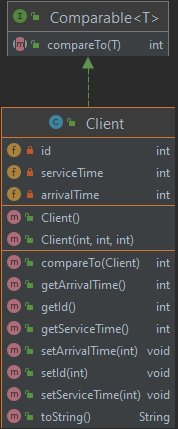 Comparable<T>
compareTo(T) int
Client
id int
serviceTime int
arrivalTime int
Client()
Client(int, int, int)
compareTo(Client) int
getArrivalTime() int
getId() int
getServiceTime() int
setArrivalTime(int) void
setId(int) void
setServiceTime(int) void
toString() String